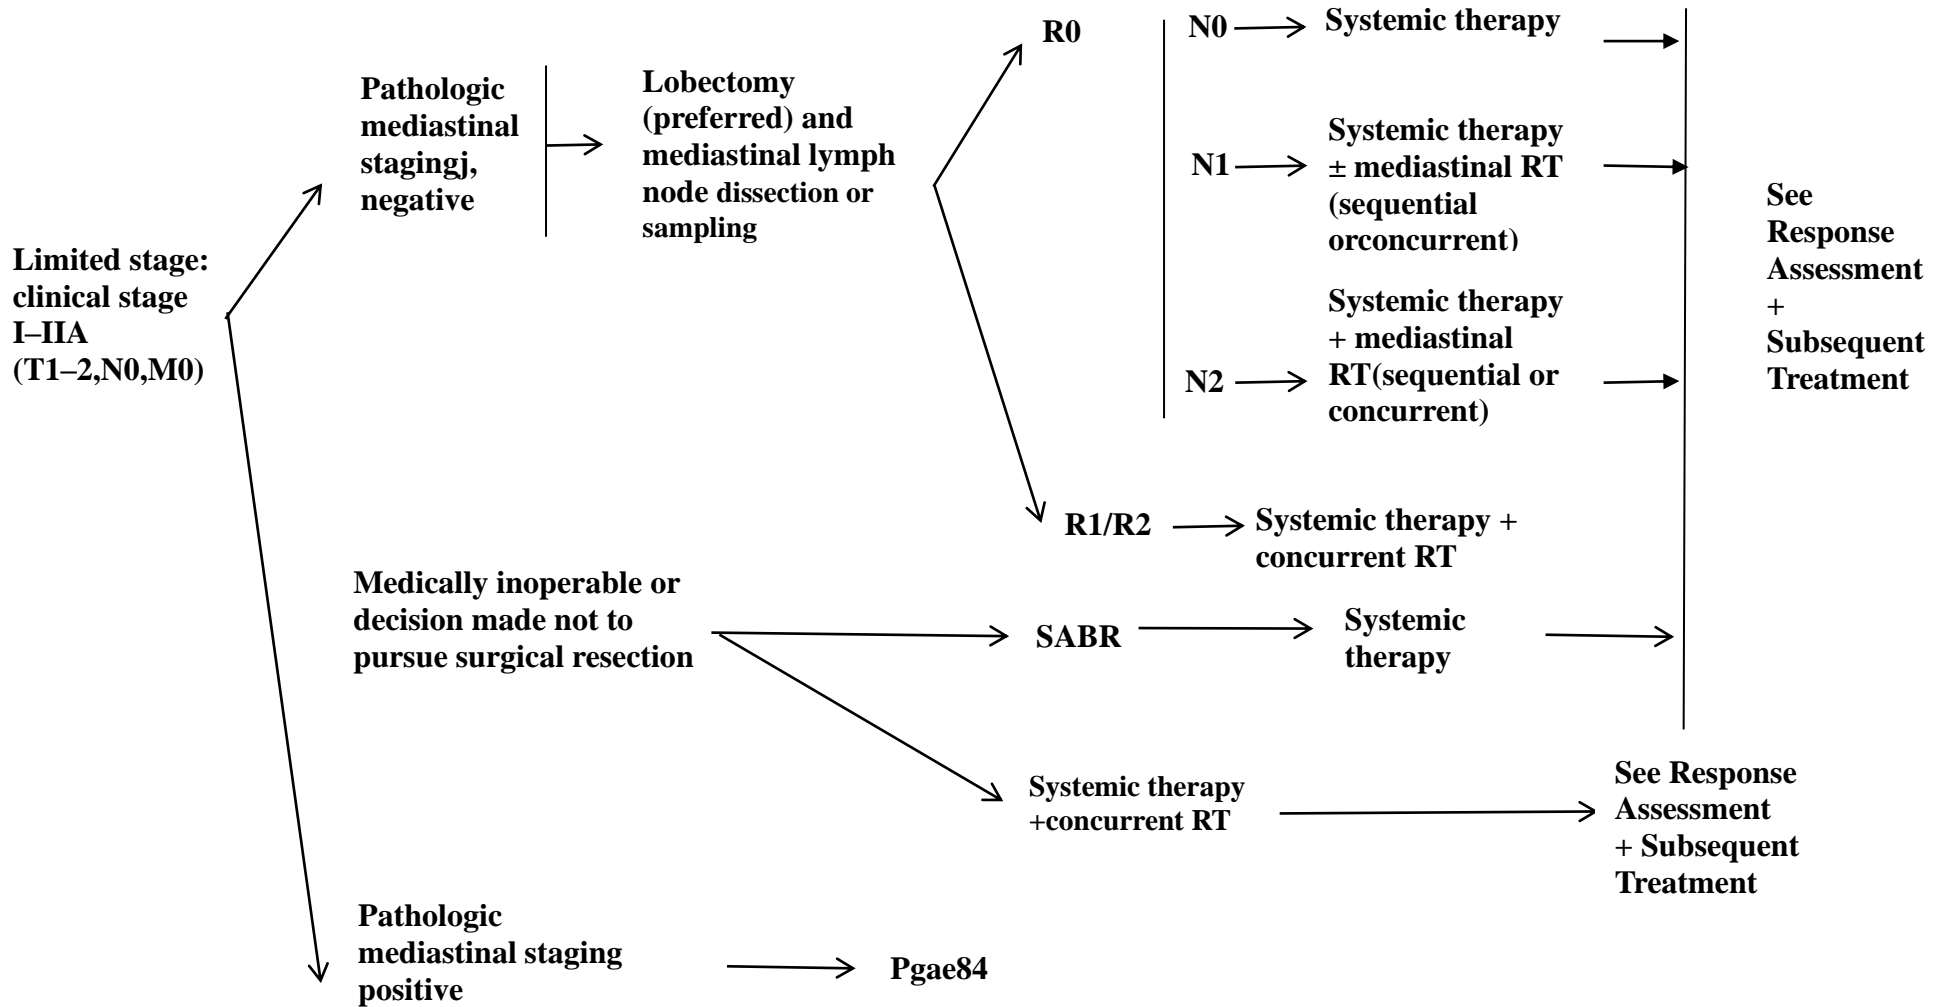 Limited stage:
clinical stage
I–IIA
(T1–2,N0,M0)
Pathologic
mediastinal
stagingj,
negative
Lobectomy
(preferred) and
mediastinal lymph
node dissection or
sampling
R0
N0
Systemic therapy
N1
Systemic therapy
± mediastinal RT
(sequential
orconcurrent)
N2
Systemic therapy
+ mediastinal
RT(sequential or
concurrent)
See
Response
Assessment
+
Subsequent
Treatment
R1/R2
Systemic therapy +
concurrent RT
Medically inoperable or
decision made not to
pursue surgical resection
SABR
Systemic
therapy
Systemic therapy
+concurrent RT
See Response
Assessment
+ Subsequent
Treatment
Pathologic
mediastinal staging
positive
Pgae84